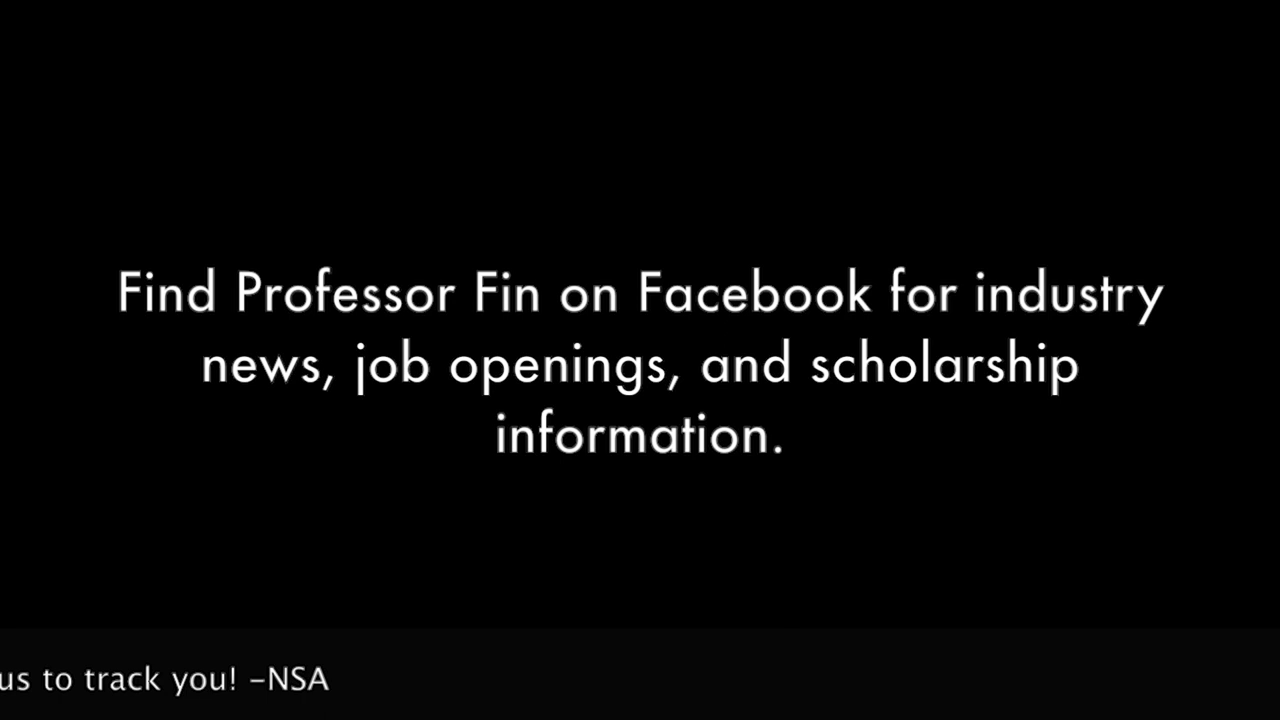 Find Professor Fin on Facebook for industry
news, job openings, and scholarship
information.
us to track you! –NSA